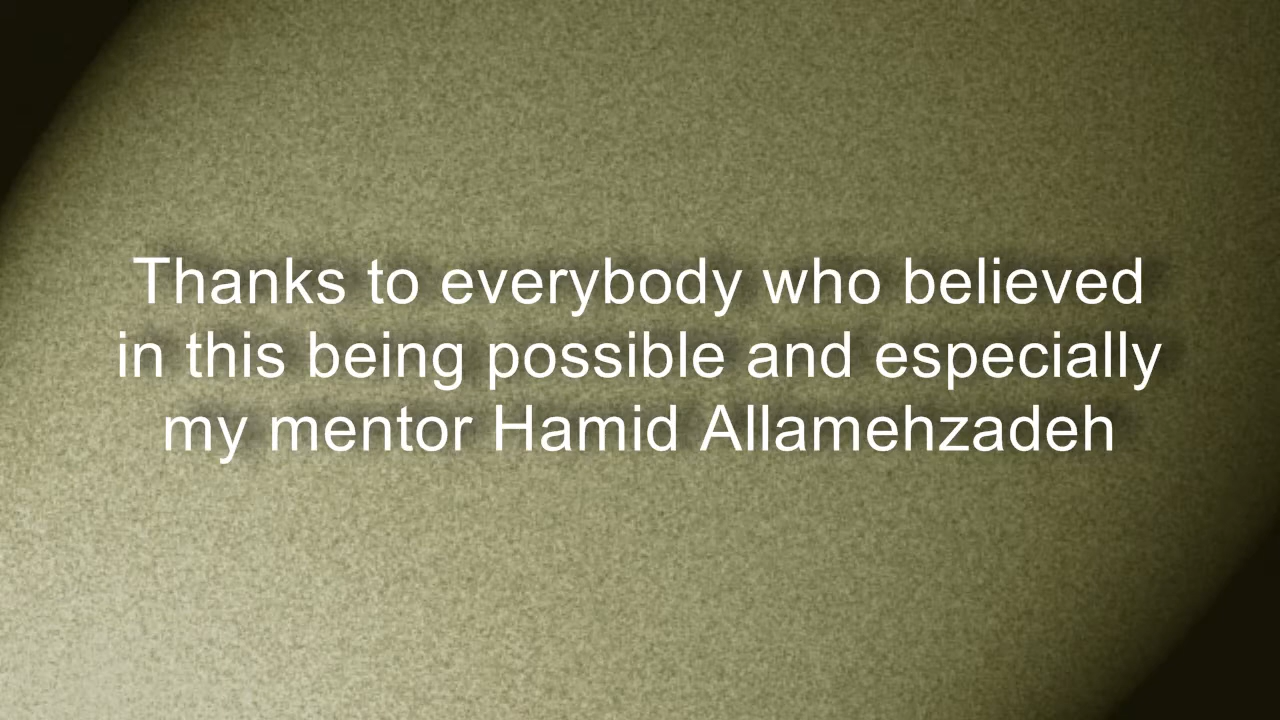 Thanks to everybody who believed
in this being possible and especially
my mentor Hamid Allamehzadeh